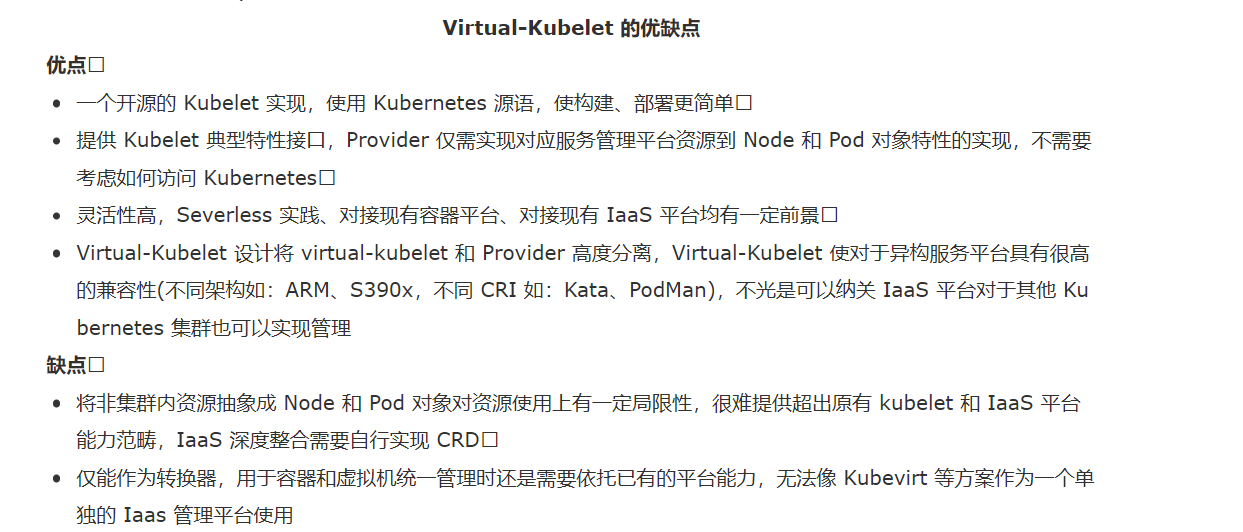 Virtual-Kubelet 的优缺点
优点□
• 一个开源的 Kubelet 实现，使用 Kubernetes 源语，使构建、部署更简单□
• 提供 Kubelet 典型特性接口，Provider 仅需实现对应服务管理平台资源到 Node 和 Pod 对象特性的实现，不需要
考虑如何访问 Kubernetes□
• 灵活性高，Severless 实践、对接现有容器平台、对接现有 IaaS 平台均有一定前景□
• Virtual-Kubelet 设计将 virtual-kubelet 和 Provider 高度分离，Virtual-Kubelet 使对于异构服务平台具有很高
的兼容性(不同架构如：ARM、S390x，不同 CRI 如：Kata、PodMan)，不光是可以纳关 IaaS 平台对于其他 Ku
bernetes 集群也可以实现管理
缺点□
• 将非集群内资源抽象成 Node 和 Pod 对象对资源使用上有一定局限性，很难提供超出原有 kubelet 和 IaaS 平台
能力范畴，IaaS 深度整合需要自行实现 CRD□
• 仅能作为转换器，用于容器和虚拟机统一管理时还是需要依托已有的平台能力，无法像 Kubevirt 等方案作为一个单
独的 Iaas 管理平台使用